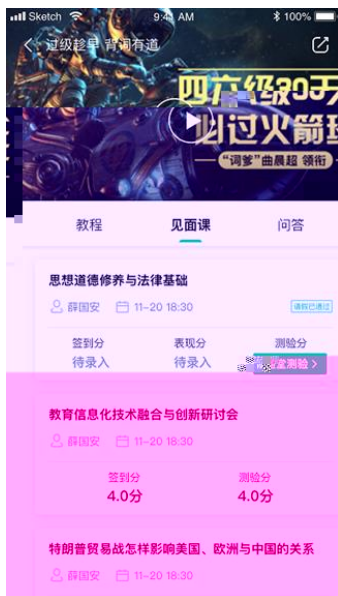 Sketch 9:41 AM 100%
过级趁早 背词有道
四六级30天
必过火箭班
“词爹”曲晨超 领衔
教程 见面课 问答
思想道德修养与法律基础
薛国安 11-20 18:30 请假已通过
签到分 表现分 测验分
待录入 待录入 堂测验
教育信息化技术融合与创新研讨会
薛国安 11-20 18:30
签到分 测验分
4.0分 4.0分
特朗普贸易战怎样影响美国、欧洲与中国的关系
薛国安 11-20 18:30